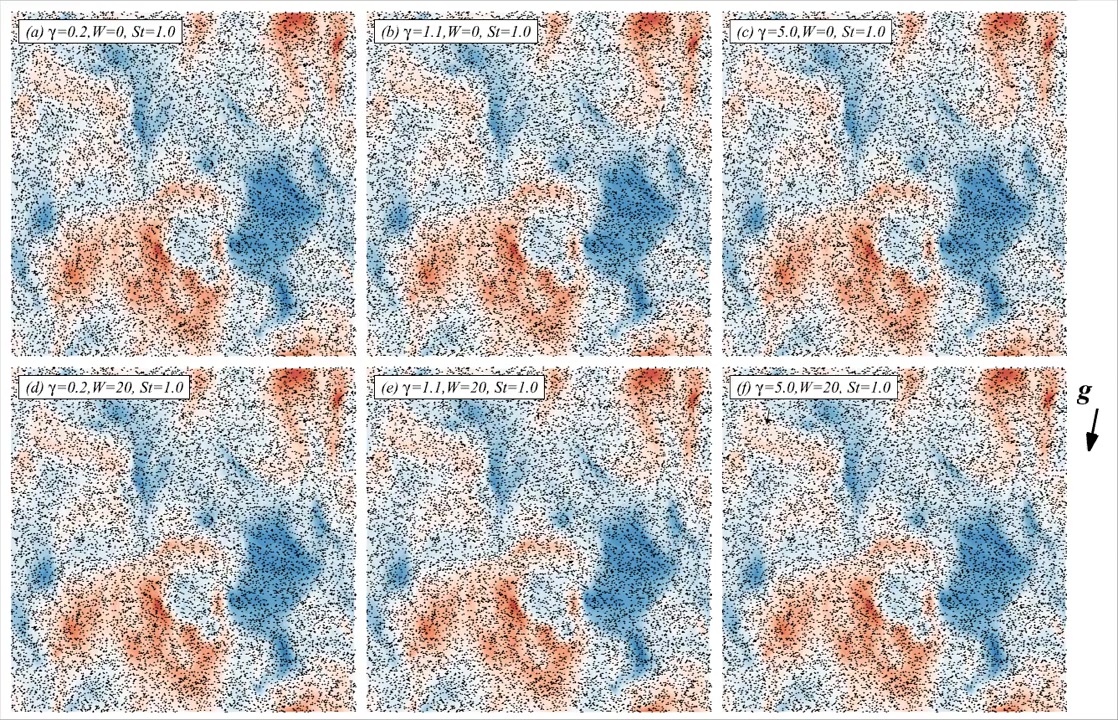 (a) γ=0.2,W=0, St=1.0
(b) γ=1.1,W=0, St=1.0
(c) γ=5.0,W=0, St=1.0
(d) γ=0.2,W=20, St=1.0
(e) γ=1.1,W=20, St=1.0
(f) γ=5.0,W=20, St=1.0
g